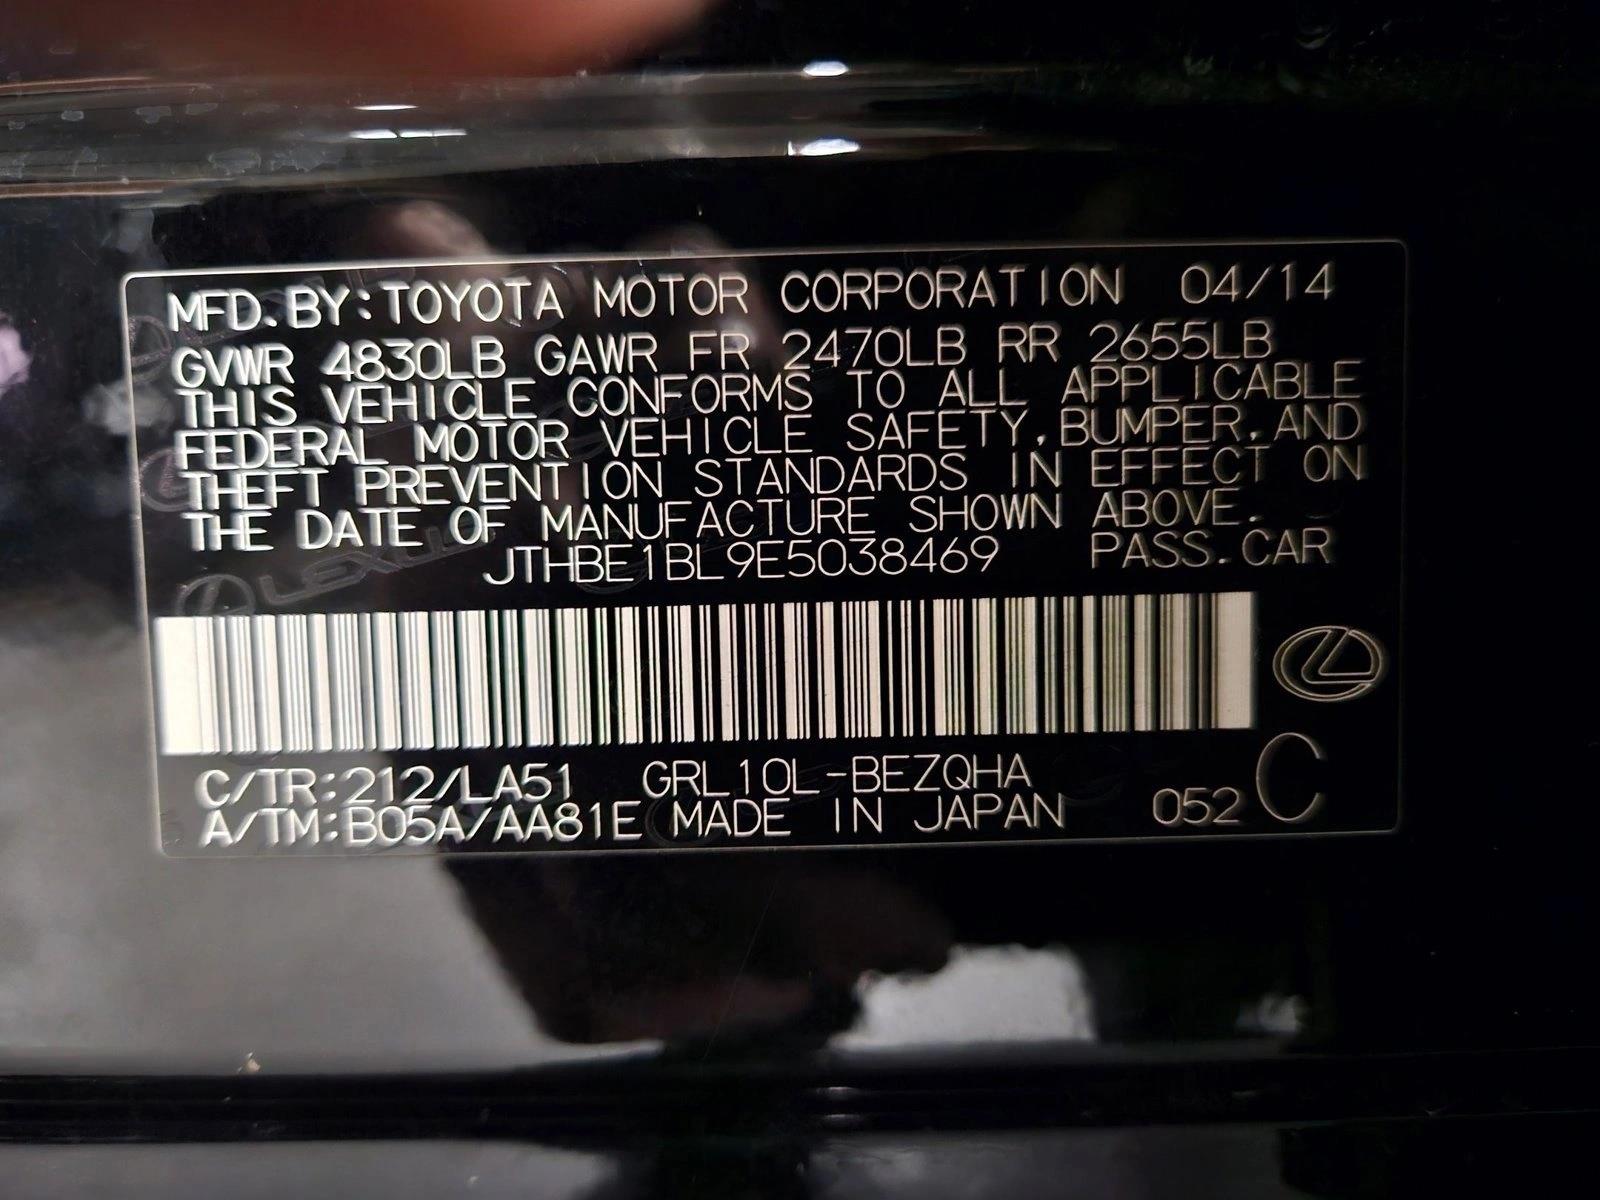 MFD. BY: TOYOTA MOTOR CORPORATION 04/14
GVWR 4830LB GAWR FR 2470LB RR 2655LB
THIS VEHICLE CONFORMS TO ALL APPLICABLE
FEDERAL MOTOR VEHICLE SAFETY, BUMPER, AND
THEFT PREVENTION STANDARDS IN EFFECT ON
THE DATE OF MANUFACTURE SHOWN ABOVE.
JTHBE1BL9E5038469 PASS. CAR
LEXUS
C/TR: 212/LA51 GRL10L-BEZQHA
A/TM: B05A/AA81E MADE IN JAPAN 052 C